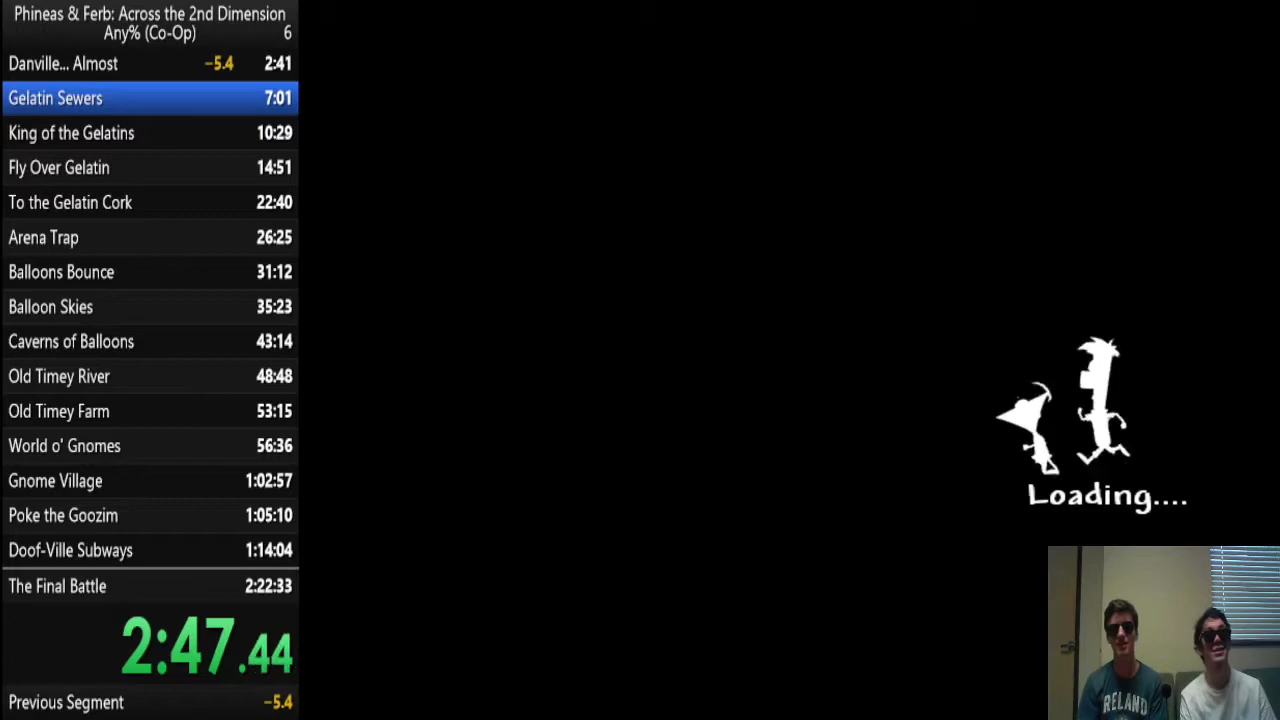 Phineas & Ferb: Across the 2nd Dimension
Any% (Co-Op) 6
Danville... Almost −5.4 2:41
Gelatin Sewers 7:01
King of the Gelatins 10:29
Fly Over Gelatin 14:51
To the Gelatin Cork 22:40
Arena Trap 26:25
Balloons Bounce 31:12
Balloon Skies 35:23
Caverns of Balloons 43:14
Old Timey River 48:48
Old Timey Farm 53:15
World o' Gnomes 56:36
Gnome Village 1:02:57
Poke the Goozim 1:05:10
Doof-Ville Subways 1:14:04
The Final Battle 2:22:33
2:47.44
Previous Segment −5.4
Loading....
RELAND